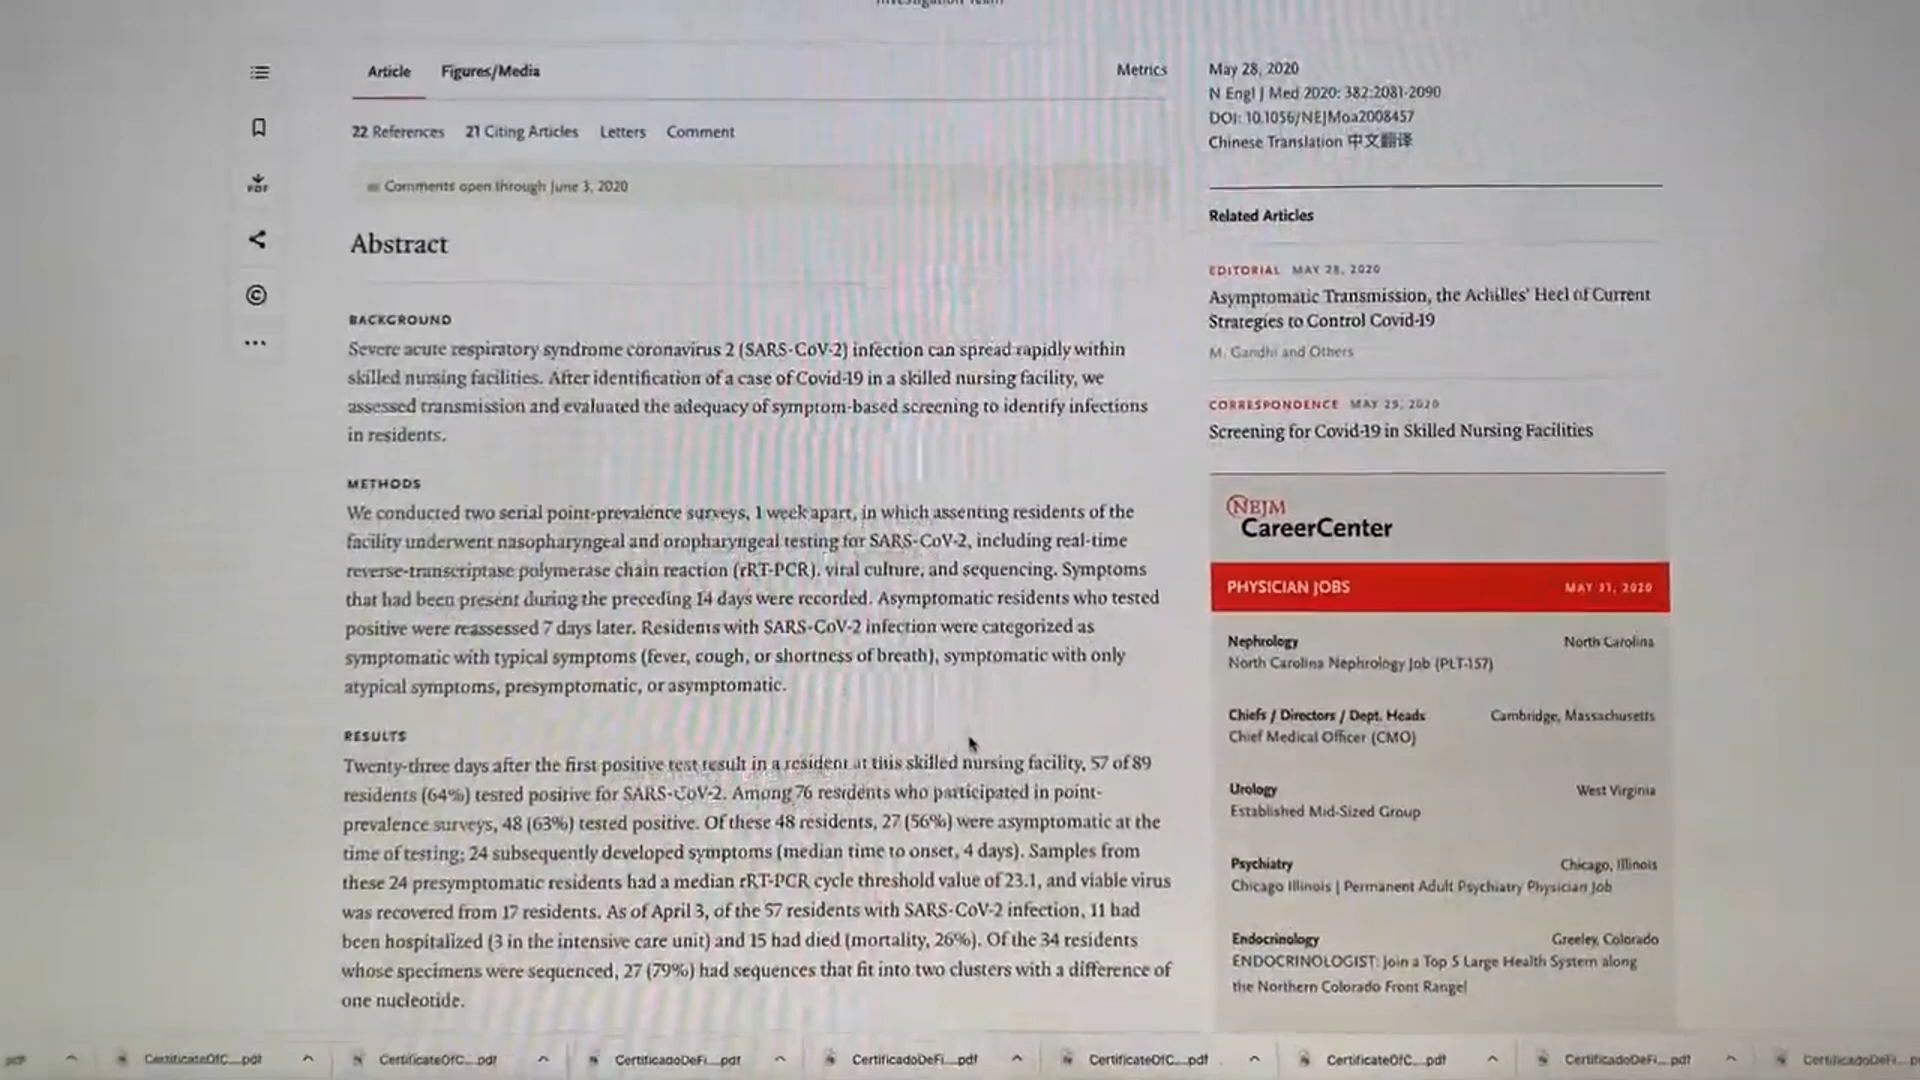 Investigation Team
Article Figures/Media Metrics
22 References 21 Citing Articles Letters Comment
Comments open through June 3, 2020
Abstract
BACKGROUND
Severe acute respiratory syndrome coronavirus 2 (SARS-CoV-2) infection can spread rapidly within
skilled nursing facilities. After identification of a case of Covid-19 in a skilled nursing facility, we
assessed transmission and evaluated the adequacy of symptom-based screening to identify infections
in residents.
METHODS
We conducted two serial point-prevalence surveys, 1 week apart, in which assenting residents of the
facility underwent nasopharyngeal and oropharyngeal testing for SARS-CoV-2, including real-time
reverse-transcriptase polymerase chain reaction (rRT-PCR), viral culture, and sequencing. Symptoms
that had been present during the preceding 14 days were recorded. Asymptomatic residents who tested
positive were reassessed 7 days later. Residents with SARS-CoV-2 infection were categorized as
symptomatic with typical symptoms (fever, cough, or shortness of breath), symptomatic with only
atypical symptoms, presymptomatic, or asymptomatic.
RESULTS
Twenty-three days after the first positive test result in a resident at this skilled nursing facility, 57 of 89
residents (64%) tested positive for SARS-CoV-2. Among 76 residents who participated in point-
prevalence surveys, 48 (63%) tested positive. Of these 48 residents, 27 (56%) were asymptomatic at the
time of testing; 24 subsequently developed symptoms (median time to onset, 4 days). Samples from
these 24 presymptomatic residents had a median rRT-PCR cycle threshold value of 23.1, and viable virus
was recovered from 17 residents. As of April 3, of the 57 residents with SARS-CoV-2 infection, 11 had
been hospitalized (3 in the intensive care unit) and 15 had died (mortality, 26%). Of the 34 residents
whose specimens were sequenced, 27 (79%) had sequences that fit into two clusters with a difference of
one nucleotide.
PDF
May 28, 2020
N Engl J Med 2020; 382:2081-2090
DOI: 10.1056/NEJMoa2008457
Chinese Translation 中文翻译
Related Articles
EDITORIAL MAY 28, 2020
Asymptomatic Transmission, the Achilles' Heel of Current
Strategies to Control Covid-19
M. Gandhi and Others
CORRESPONDENCE MAY 29, 2020
Screening for Covid-19 in Skilled Nursing Facilities
NEJM
CareerCenter
PHYSICIAN JOBS MAY 31, 2020
Nephrology North Carolina
North Carolina Nephrology Job (PLT-157)
Chiefs / Directors / Dept. Heads Cambridge, Massachusetts
Chief Medical Officer (CMO)
Urology West Virginia
Established Mid-Sized Group
Psychiatry Chicago, Illinois
Chicago Illinois | Permanent Adult Psychiatry Physician Job
Endocrinology Greeley, Colorado
ENDOCRINOLOGIST: Join a Top 5 Large Health System along
the Northern Colorado Front Range!
pdf CertificateOfC....pdf CertificateOfC....pdf CertificadoDeFi....pdf CertificadoDeFi....pdf CertificateOfC....pdf CertificateOfC....pdf CertificadoDeFi....pdf CertificadoDeFi....p